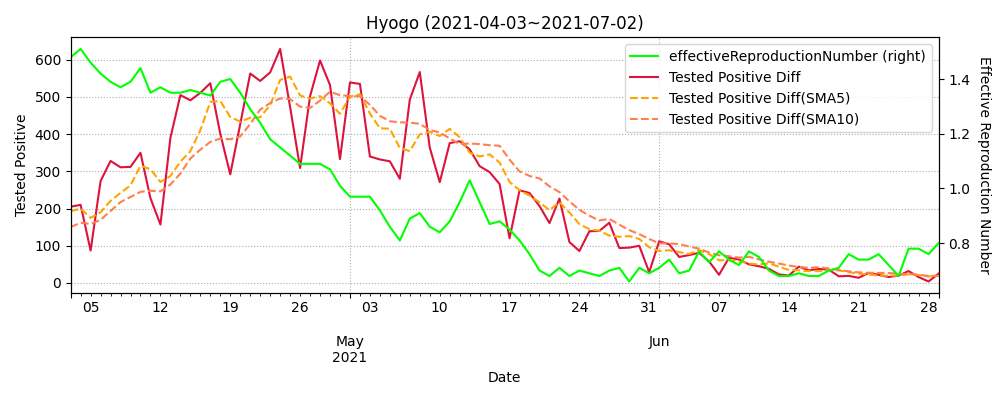 Hyogo (2021-04-03~2021-07-02)
effectiveReproductionNumber (right)
Tested Positive Diff
Tested Positive Diff(SMA5)
Tested Positive Diff(SMA10)
Tested Positive
600
500
400
300
200
100
0
Effective Reproduction Number
1.4
1.2
1.0
0.8
05 12 19 26 03 10 17 24 31 07 14 21 28
May Jun
2021
Date